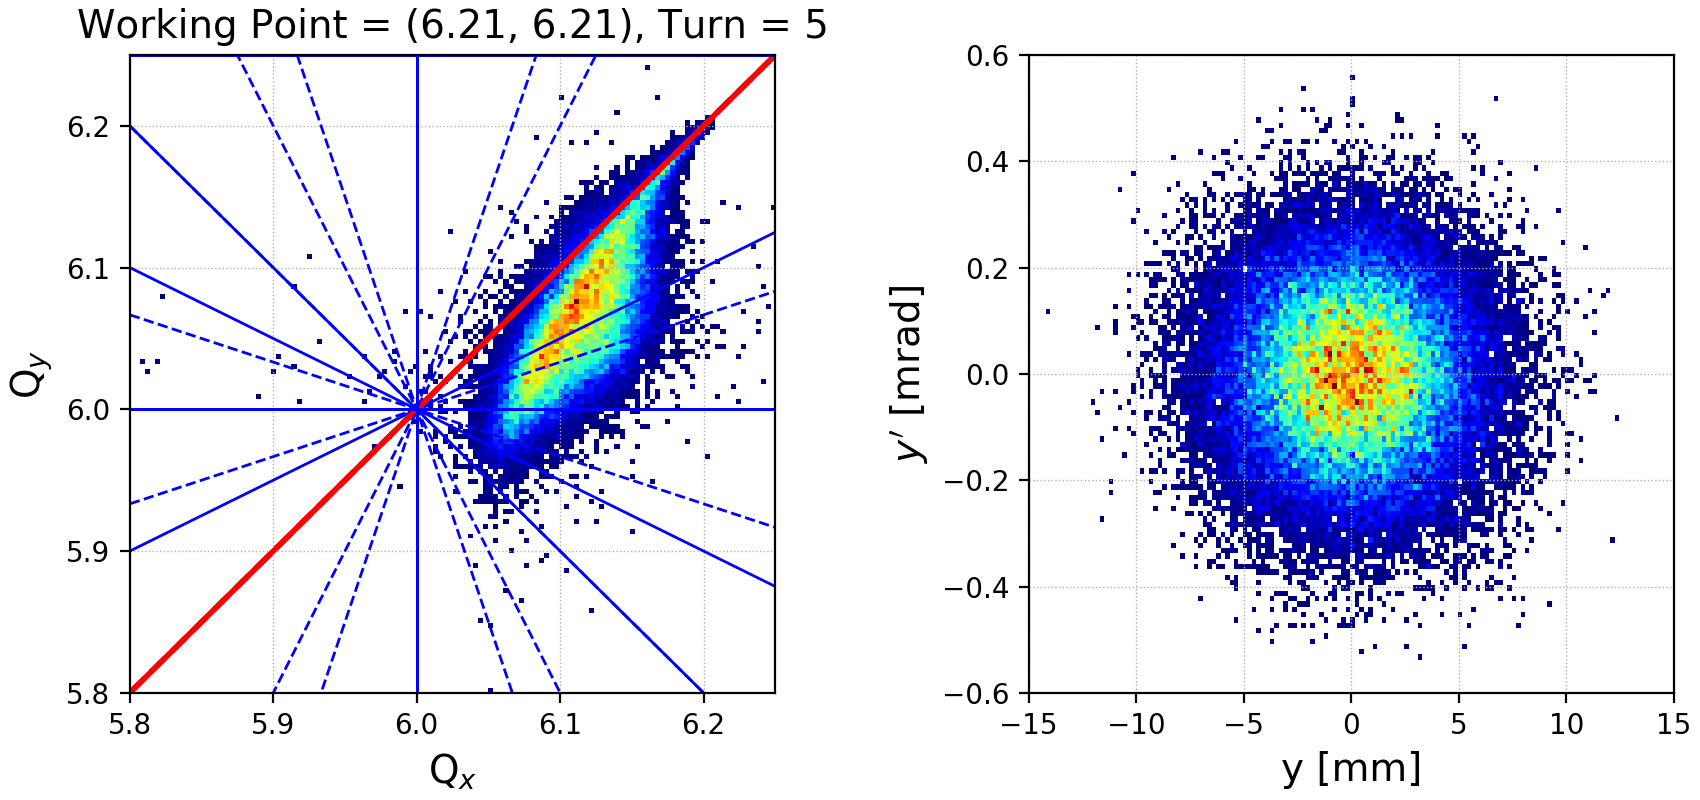 Working Point = (6.21, 6.21), Turn = 5
6.2
6.1
6.0
5.9
5.8
5.8 5.9 6.0 6.1 6.2
Qy
Qx
0.6
0.4
0.2
0.0
−0.2
−0.4
−0.6
−15 −10 −5 0 5 10 15
y′ [mrad]
y [mm]